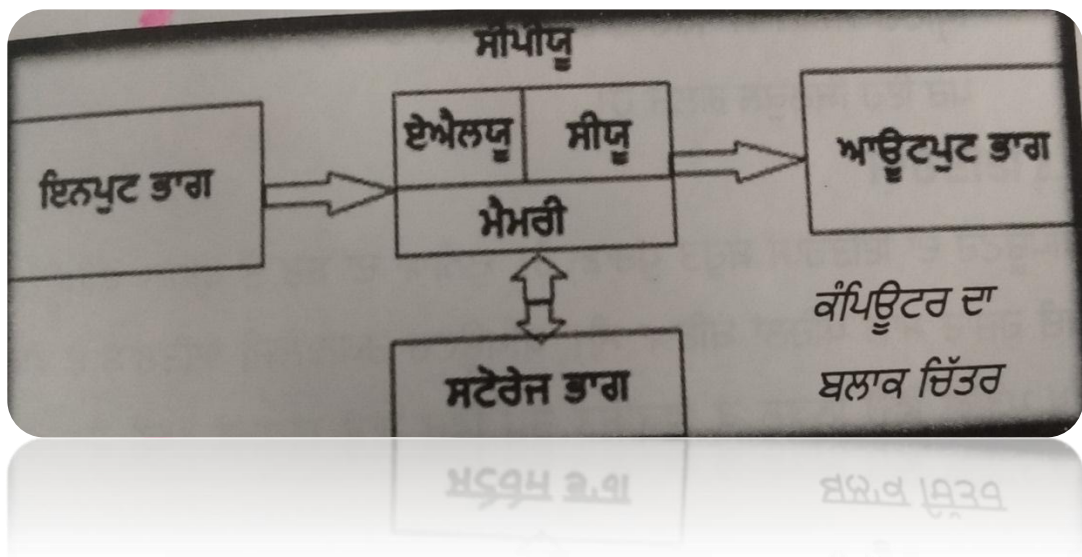 ਸੀਪੀਯੂ
ਇਨਪੁਟ ਭਾਗ
ਏਐਲਯੂ
ਸੀਯੂ
ਮੈਮਰੀ
ਆਊਟਪੁਟ ਭਾਗ
ਸਟੋਰੇਜ ਭਾਗ
ਕੰਪਿਊਟਰ ਦਾ
ਬਲਾਕ ਚਿੱਤਰ